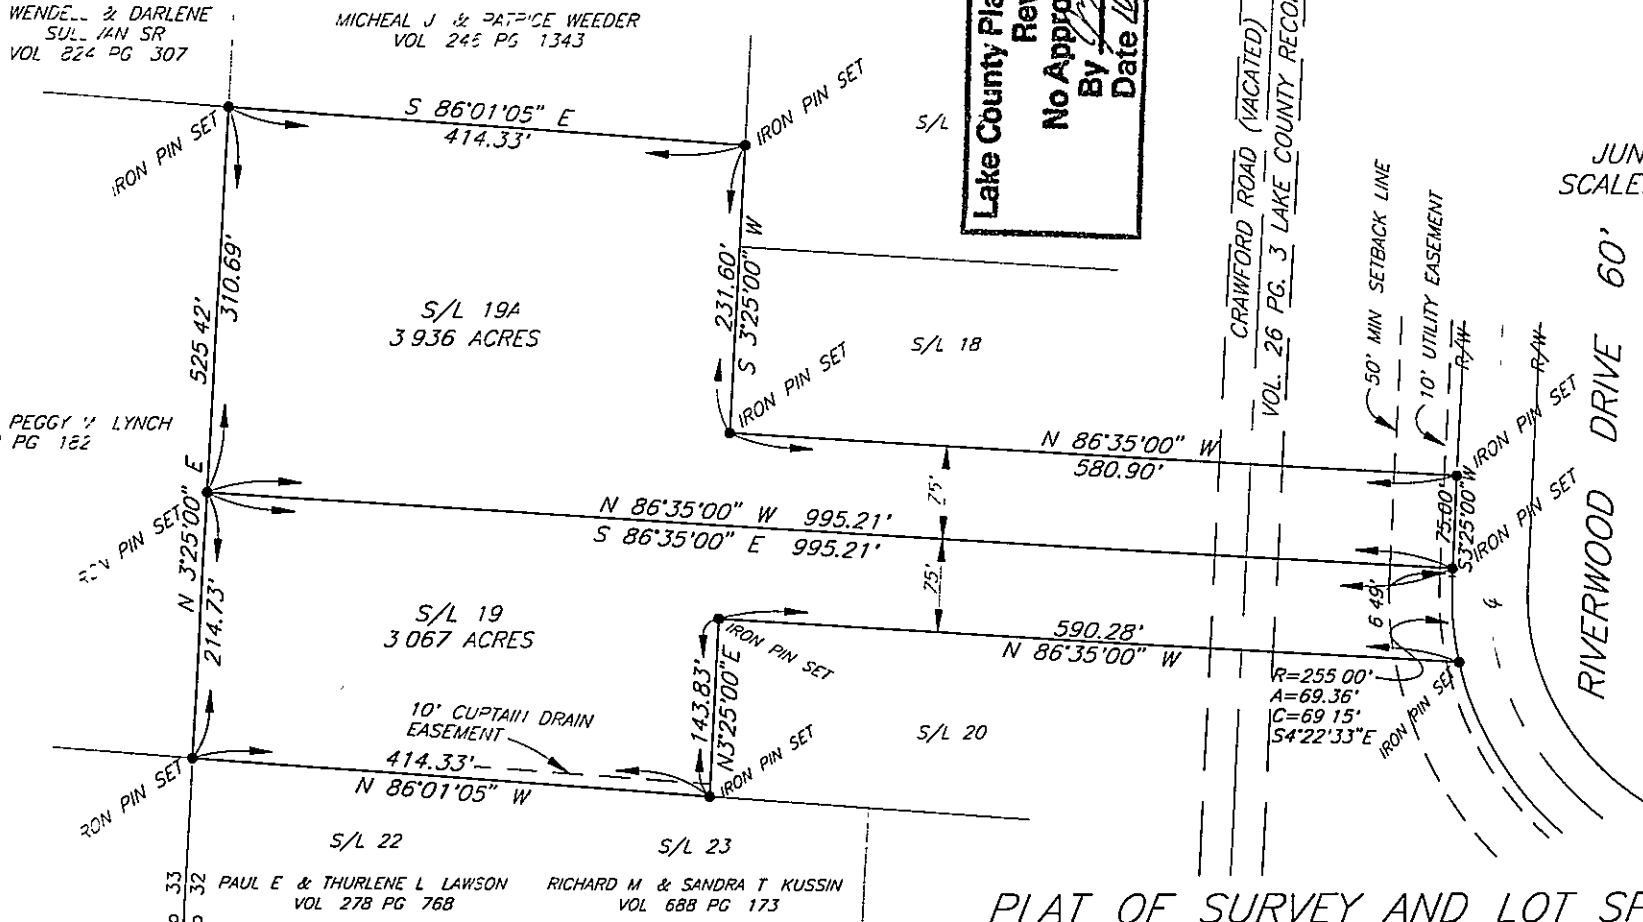 WENDELL & DARLENE
SULLIVAN SR
VOL 824 PG 307
MICHEAL J & PATRICE WEEDER
VOL 245 PG 1343
Lake County
No
By
Date
CRAWFORD ROAD (VACATED)
VOL. 26 PG. 3 LAKE COUNTY
S 86°01'05" E
414.33'
IRON PIN SET
IRON PIN SET
S/L
50' MIN SETBACK LINE
10' UTILITY EASEMENT
R/W
R/W
RIVERWOOD DRIVE 60'
525 42'
310.69'
231.60'
S 3°25'00" W
S/L 19A
3 936 ACRES
S/L 18
IRON PIN SET
PEGGY LYNCH
PG 182
N 86°35'00" W
580.90'
IRON PIN SET
IRON PIN SET
75.00'
S3°25'00"W
75'
75'
N 86°35'00" W 995.21'
S 86°35'00" E 995.21'
N 3°25'00" E
214.73'
PIN SET
S/L 19
3 067 ACRES
6 49'
590.28'
N 86°35'00" W
IRON PIN SET
143.83'
N3°25'00"E
R=255 00'
A=69.36'
C=69 15'
S4°22'33"E
IRON PIN SET
10' CURTAIN DRAIN
EASEMENT
S/L 20
414.33'
N 86°01'05" W
IRON PIN SET
PIN SET
S/L 22
S/L 23
33
32
PAUL E & THURLENE L LAWSON
VOL 278 PG 768
RICHARD M & SANDRA T KUSSIN
VOL 688 PG 173
PLAT OF SURVEY AND LOT